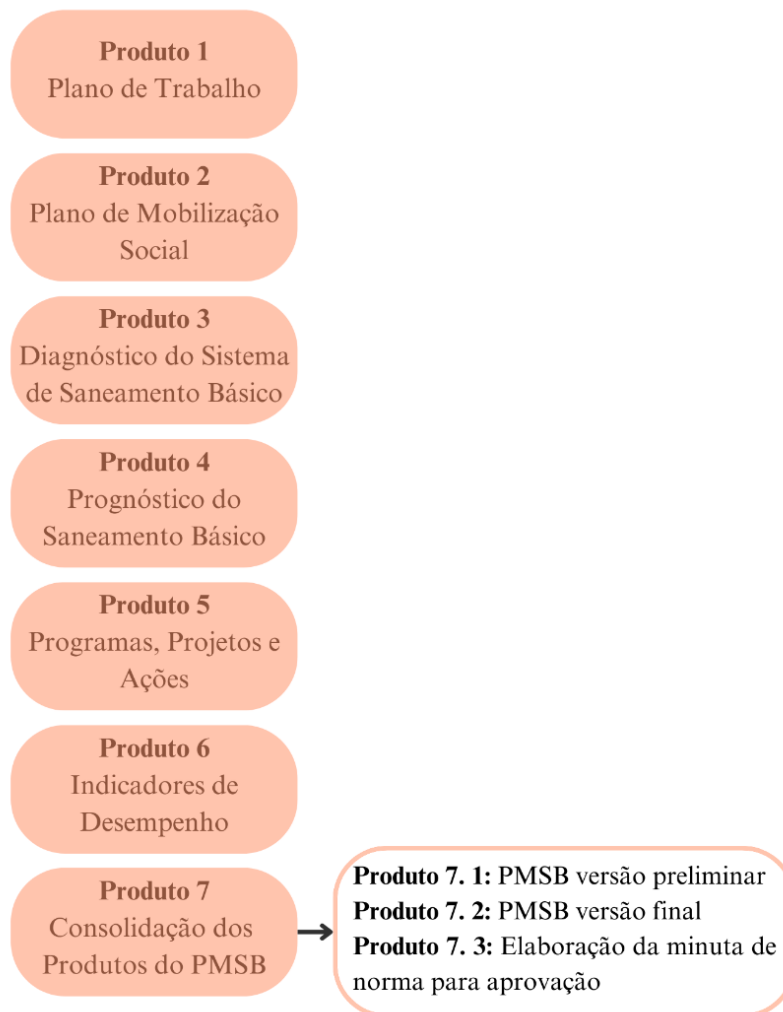 Produto 1
Plano de Trabalho
Produto 2
Plano de Mobilização
Social
Produto 3
Diagnóstico do Sistema
de Saneamento Básico
Produto 4
Prognóstico do
Saneamento Básico
Produto 5
Programas, Projetos e
Ações
Produto 6
Indicadores de
Desempenho
Produto 7
Consolidação dos
Produtos do PMSB
Produto 7. 1: PMSB versão preliminar
Produto 7. 2: PMSB versão final
Produto 7. 3: Elaboração da minuta de
norma para aprovação